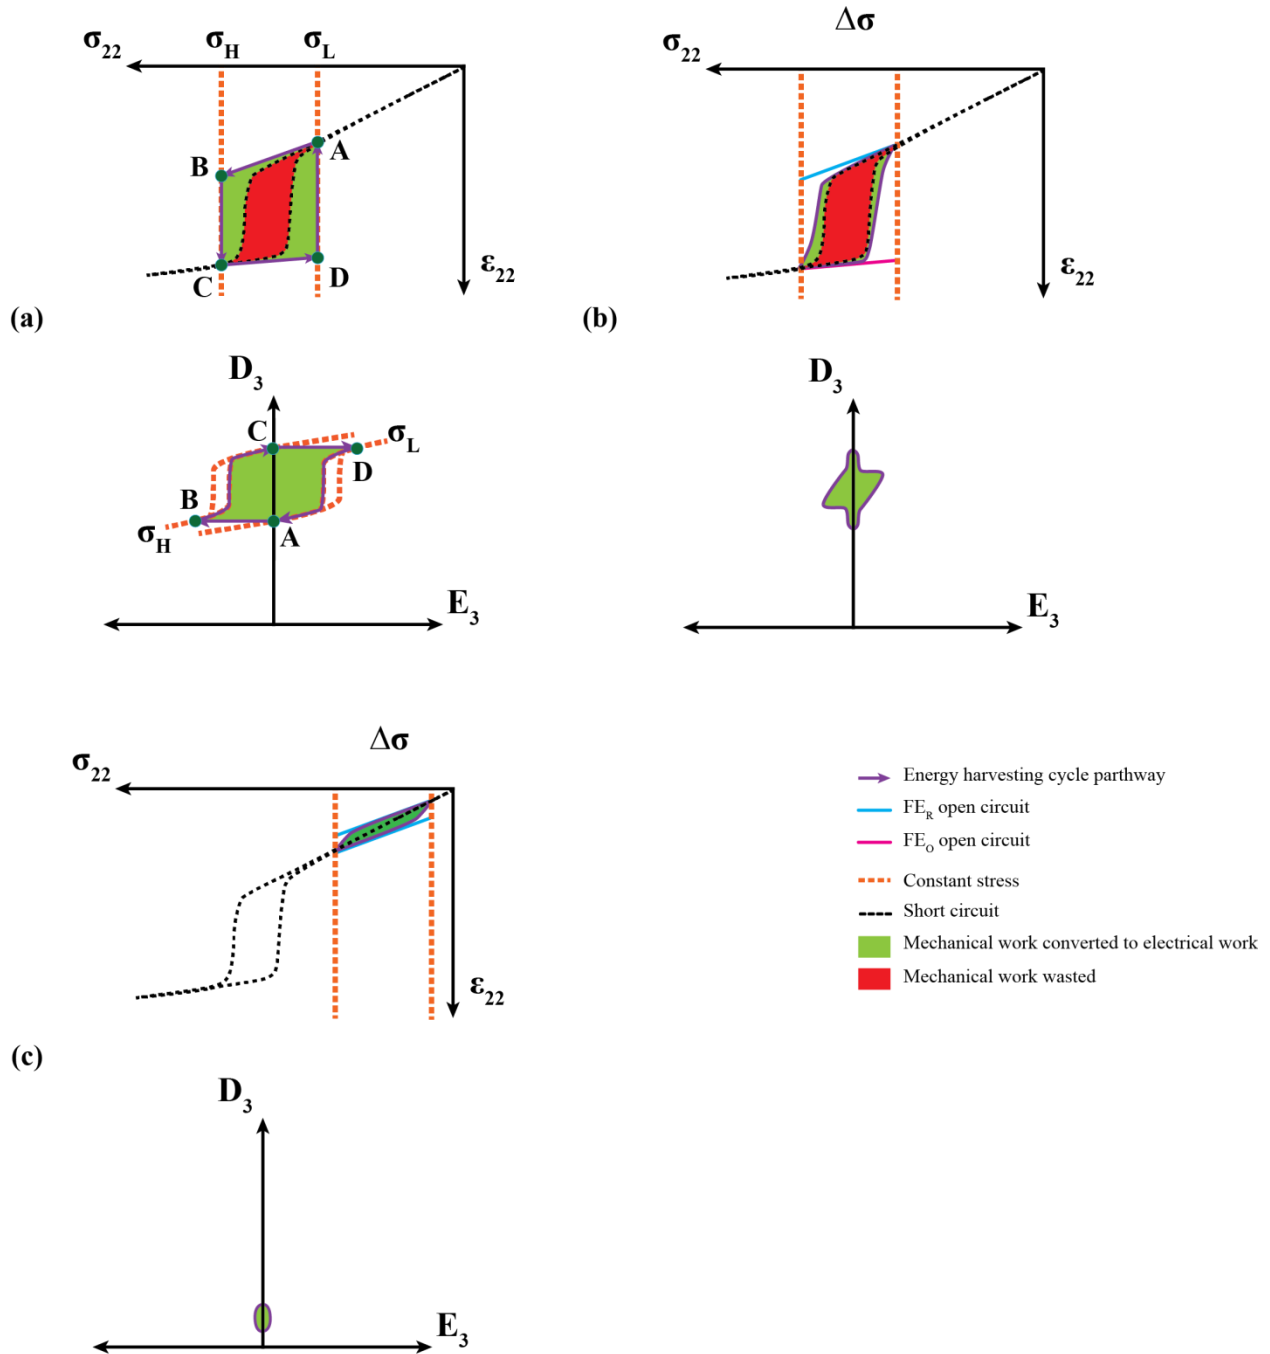 σ22 σH σL
B
A
C
D
ε22
(a)
Δσ
σ22
ε22
(b)
D3
C
σL
D
B
A
σH
E3
D3
E3
Δσ
σ22
ε22
(c)
D3
E3
Energy harvesting cycle parthway
FER open circuit
FEO open circuit
Constant stress
Short circuit
Mechanical work converted to electrical work
Mechanical work wasted